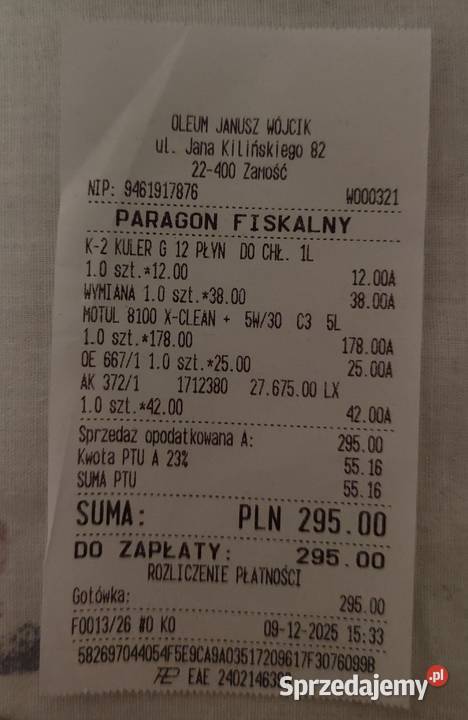 OLEUM JANUSZ WÓJCIK
ul. Jana Kilińskiego 82
22-400 Zamość
NIP: 9461917876 W000321
PARAGON FISKALNY
K-2 KULER G 12 PŁYN DO CHŁ. 1L
1.0 szt.*12.00 12.00A
WYMIANA 1.0 szt.*38.00 38.00A
MOTUL 8100 X-CLEAN + 5W/30 C3 5L
1.0 szt.*178.00 178.00A
OE 667/1 1.0 szt.*25.00 25.00A
AK 372/1 1712380 27.675.00 LX
1.0 szt.*42.00 42.00A
Sprzedaż opodatkowana A: 295.00
Kwota PTU A 23% 55.16
SUMA PTU 55.16
SUMA: PLN 295.00
DO ZAPŁATY: 295.00
ROZLICZENIE PŁATNOŚCI
Gotówka: 295.00
F0013/26 #0 K0 09-12-2025 15:33
582697044054F5E9CA9A03517209617F3076099B
EAE
Sprzedajemy.pl